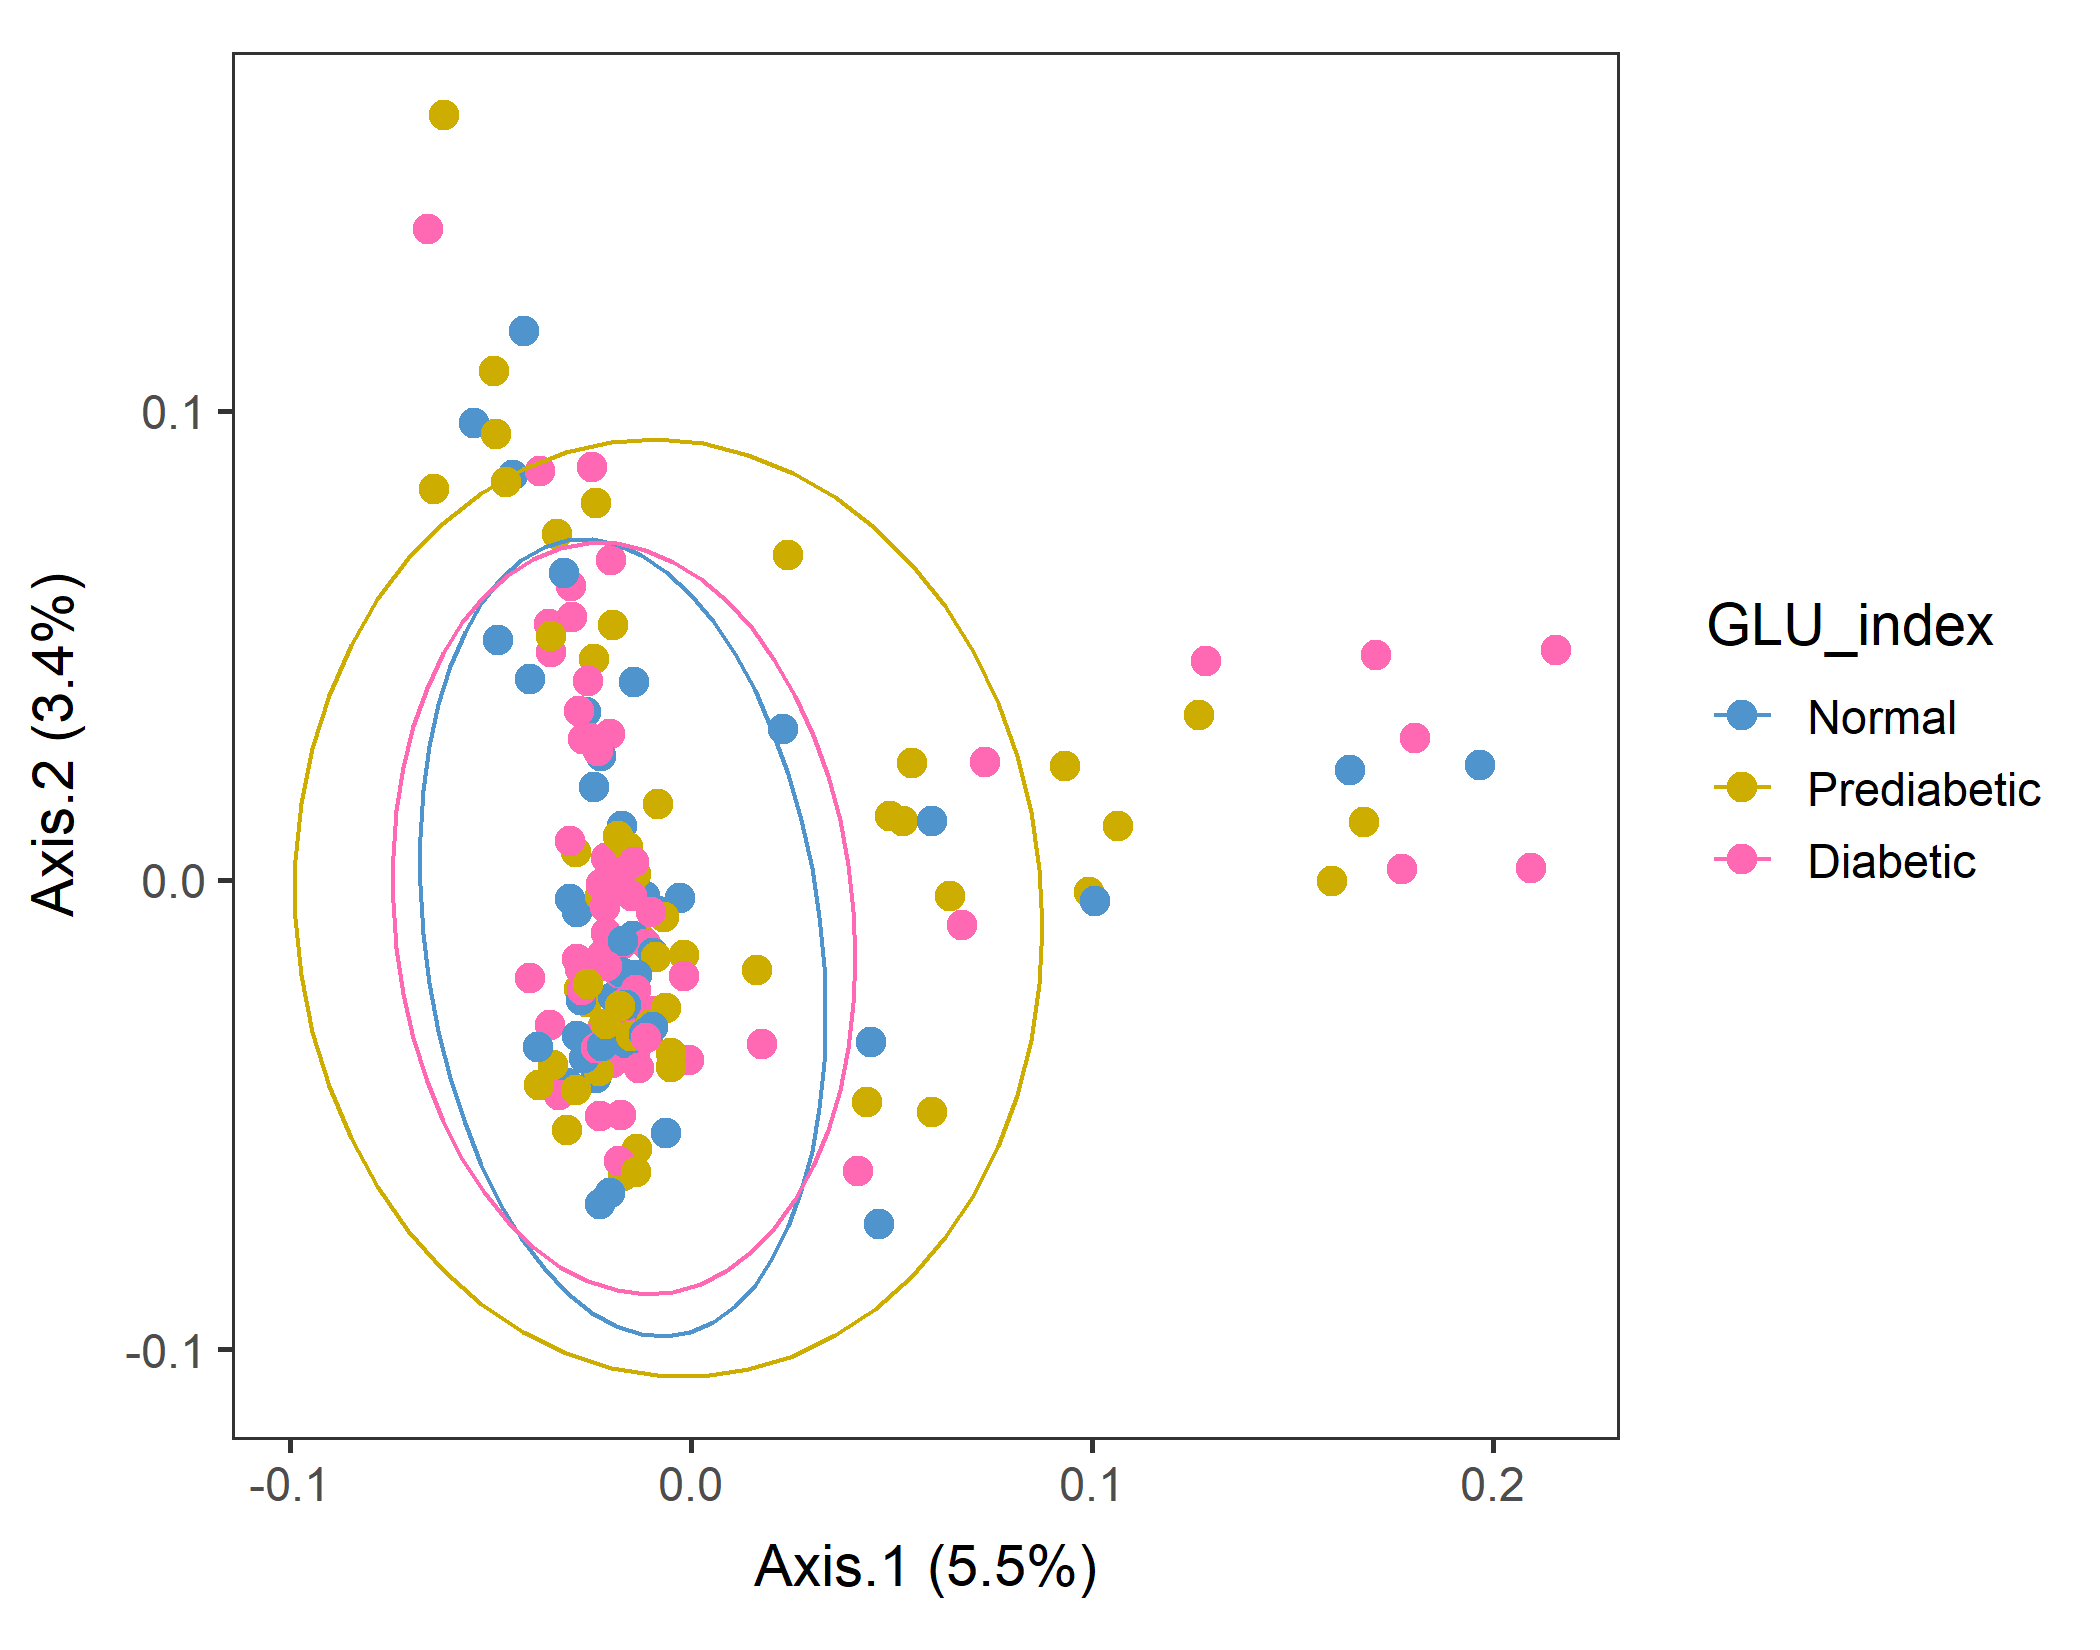 0.1
0.0
-0.1
Axis.2 (3.4%)
-0.1
0.0
0.1
0.2
Axis.1 (5.5%)
GLU_index
Normal
Prediabetic
Diabetic